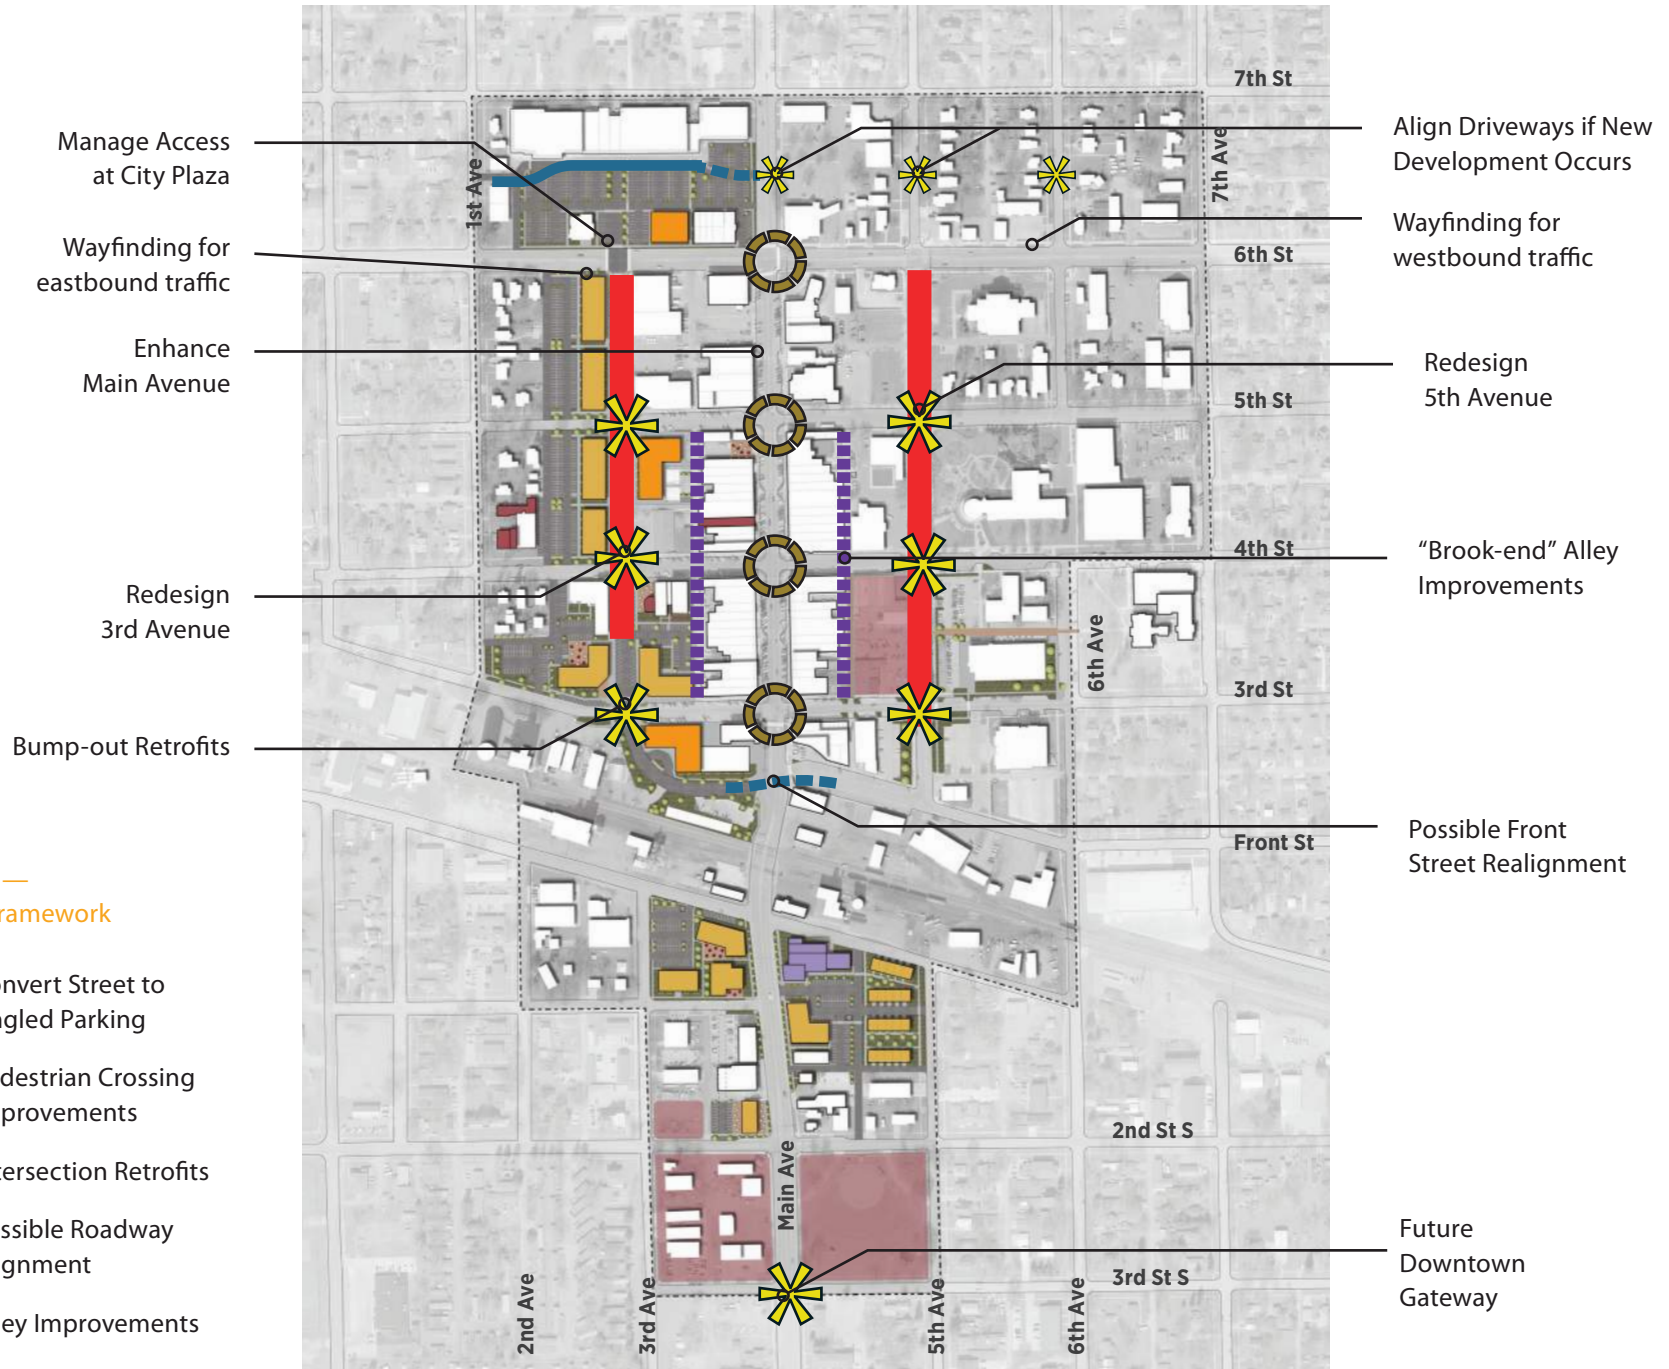 Manage Access
at City Plaza
Wayfinding for
eastbound traffic
Enhance
Main Avenue
Redesign
3rd Avenue
Bump-out Retrofits
ramework
nvert Street to
gled Parking
destrian Crossing
provements
tersection Retrofits
ssible Roadway
gnment
ey Improvements
7th St
1st Ave
7th Ave
6th St
5th St
4th St
6th Ave
3rd St
Front St
2nd St S
Main Ave
3rd St S
2nd Ave
3rd Ave
5th Ave
6th Ave
Align Driveways if New
Development Occurs
Wayfinding for
westbound traffic
Redesign
5th Avenue
“Brook-end” Alley
Improvements
Possible Front
Street Realignment
Future
Downtown
Gateway